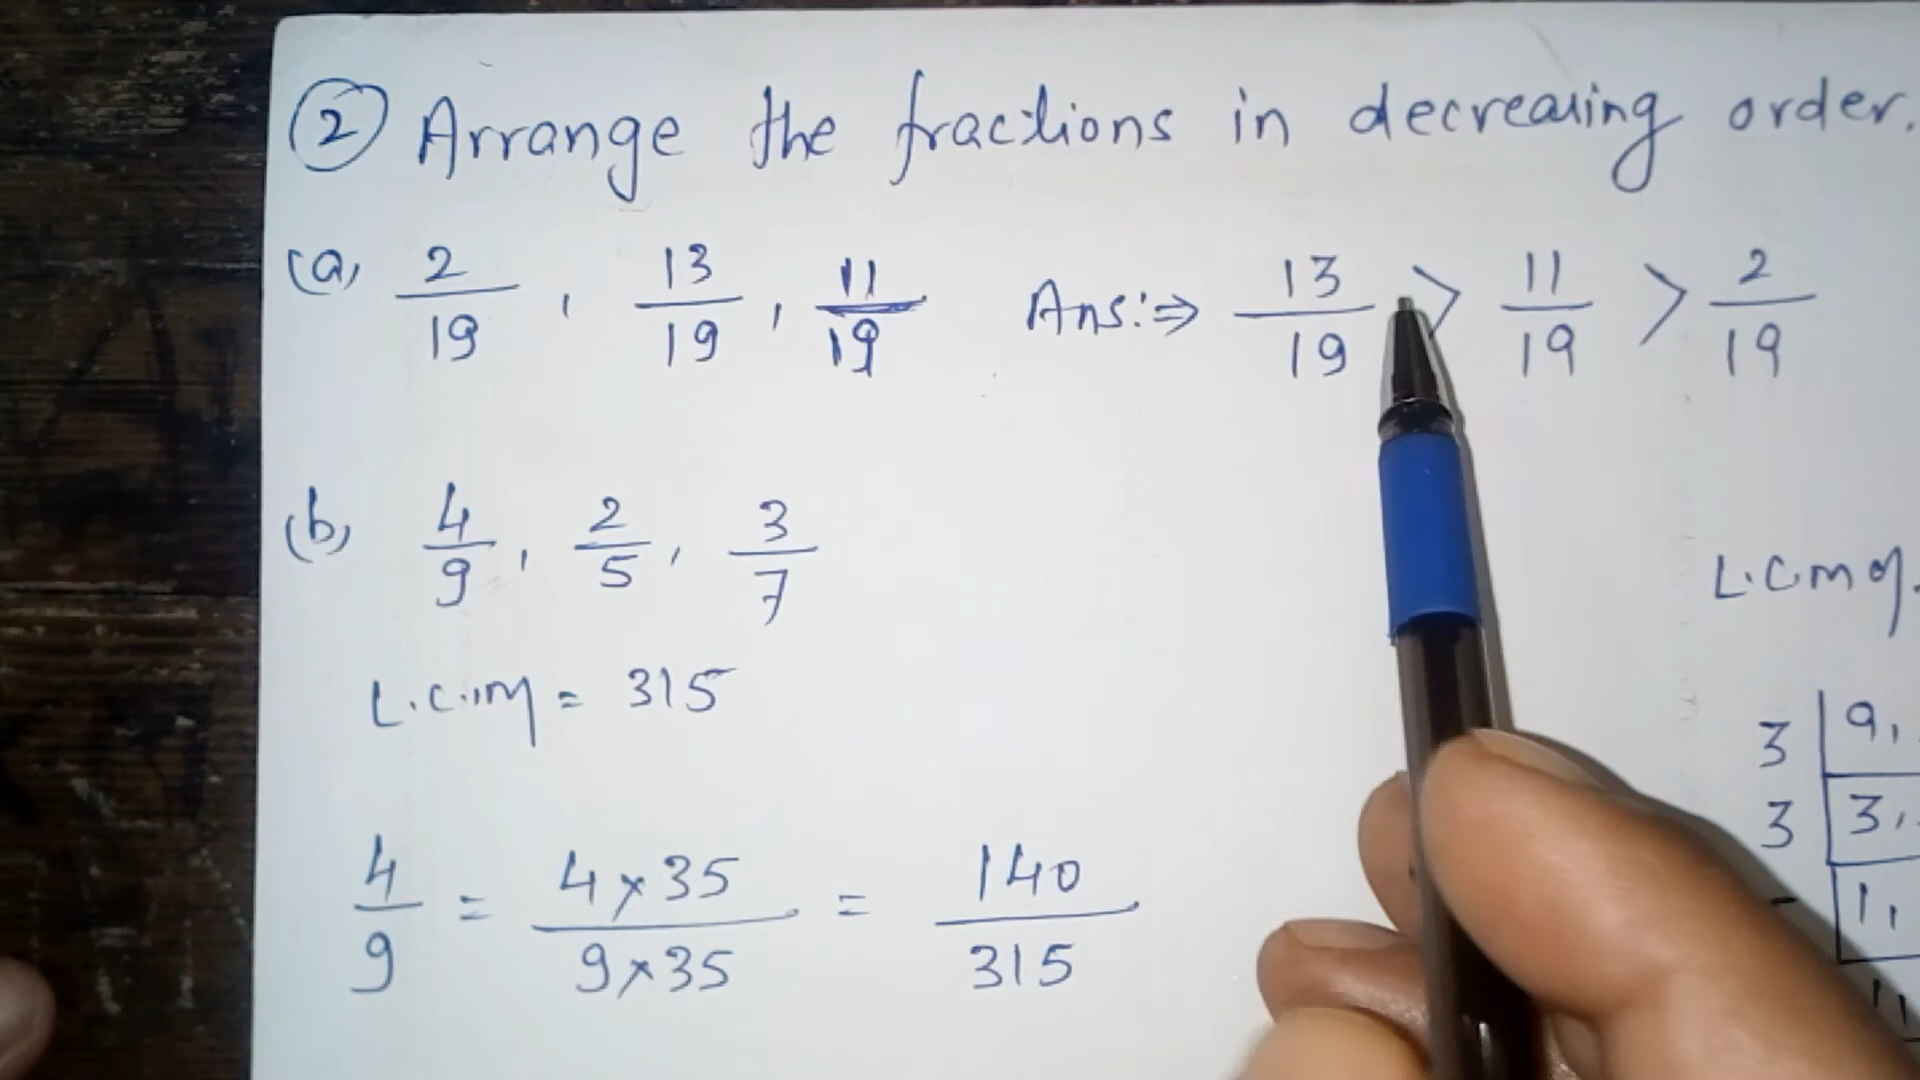 ② Arrange the fractions in decreasing order.
(a) 2/19, 13/19, 11/19 Ans:⇒ 13/19 > 11/19 > 2/19
(b) 4/9, 2/5, 3/7
L.C.M of
L.C.M = 315
3 | 9,
3 | 3,
1,
4/9 = 4×35/9×35 = 140/315